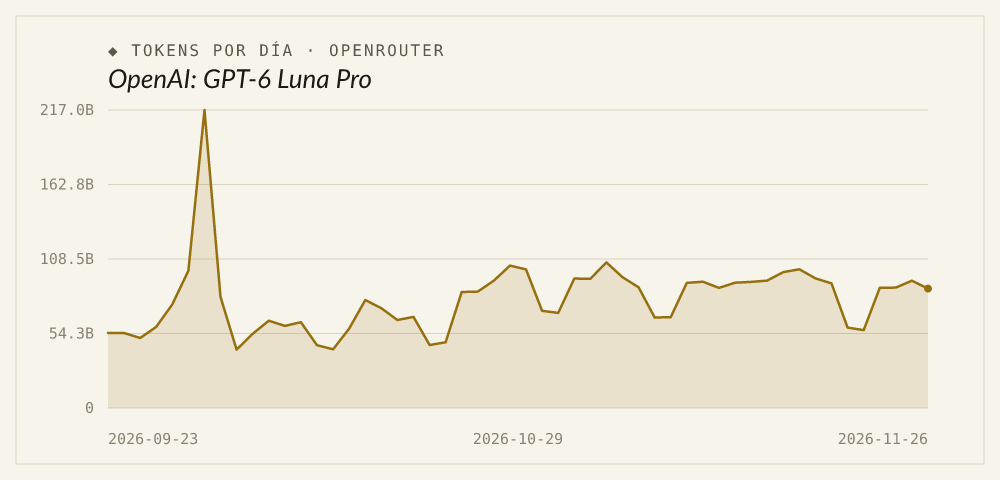 ◆ TOKENS POR DÍA · OPENROUTER
OpenAI: GPT-6 Luna Pro
217.0B
162.8B
108.5B
54.3B
0
2026-09-23
2026-10-29
2026-11-26